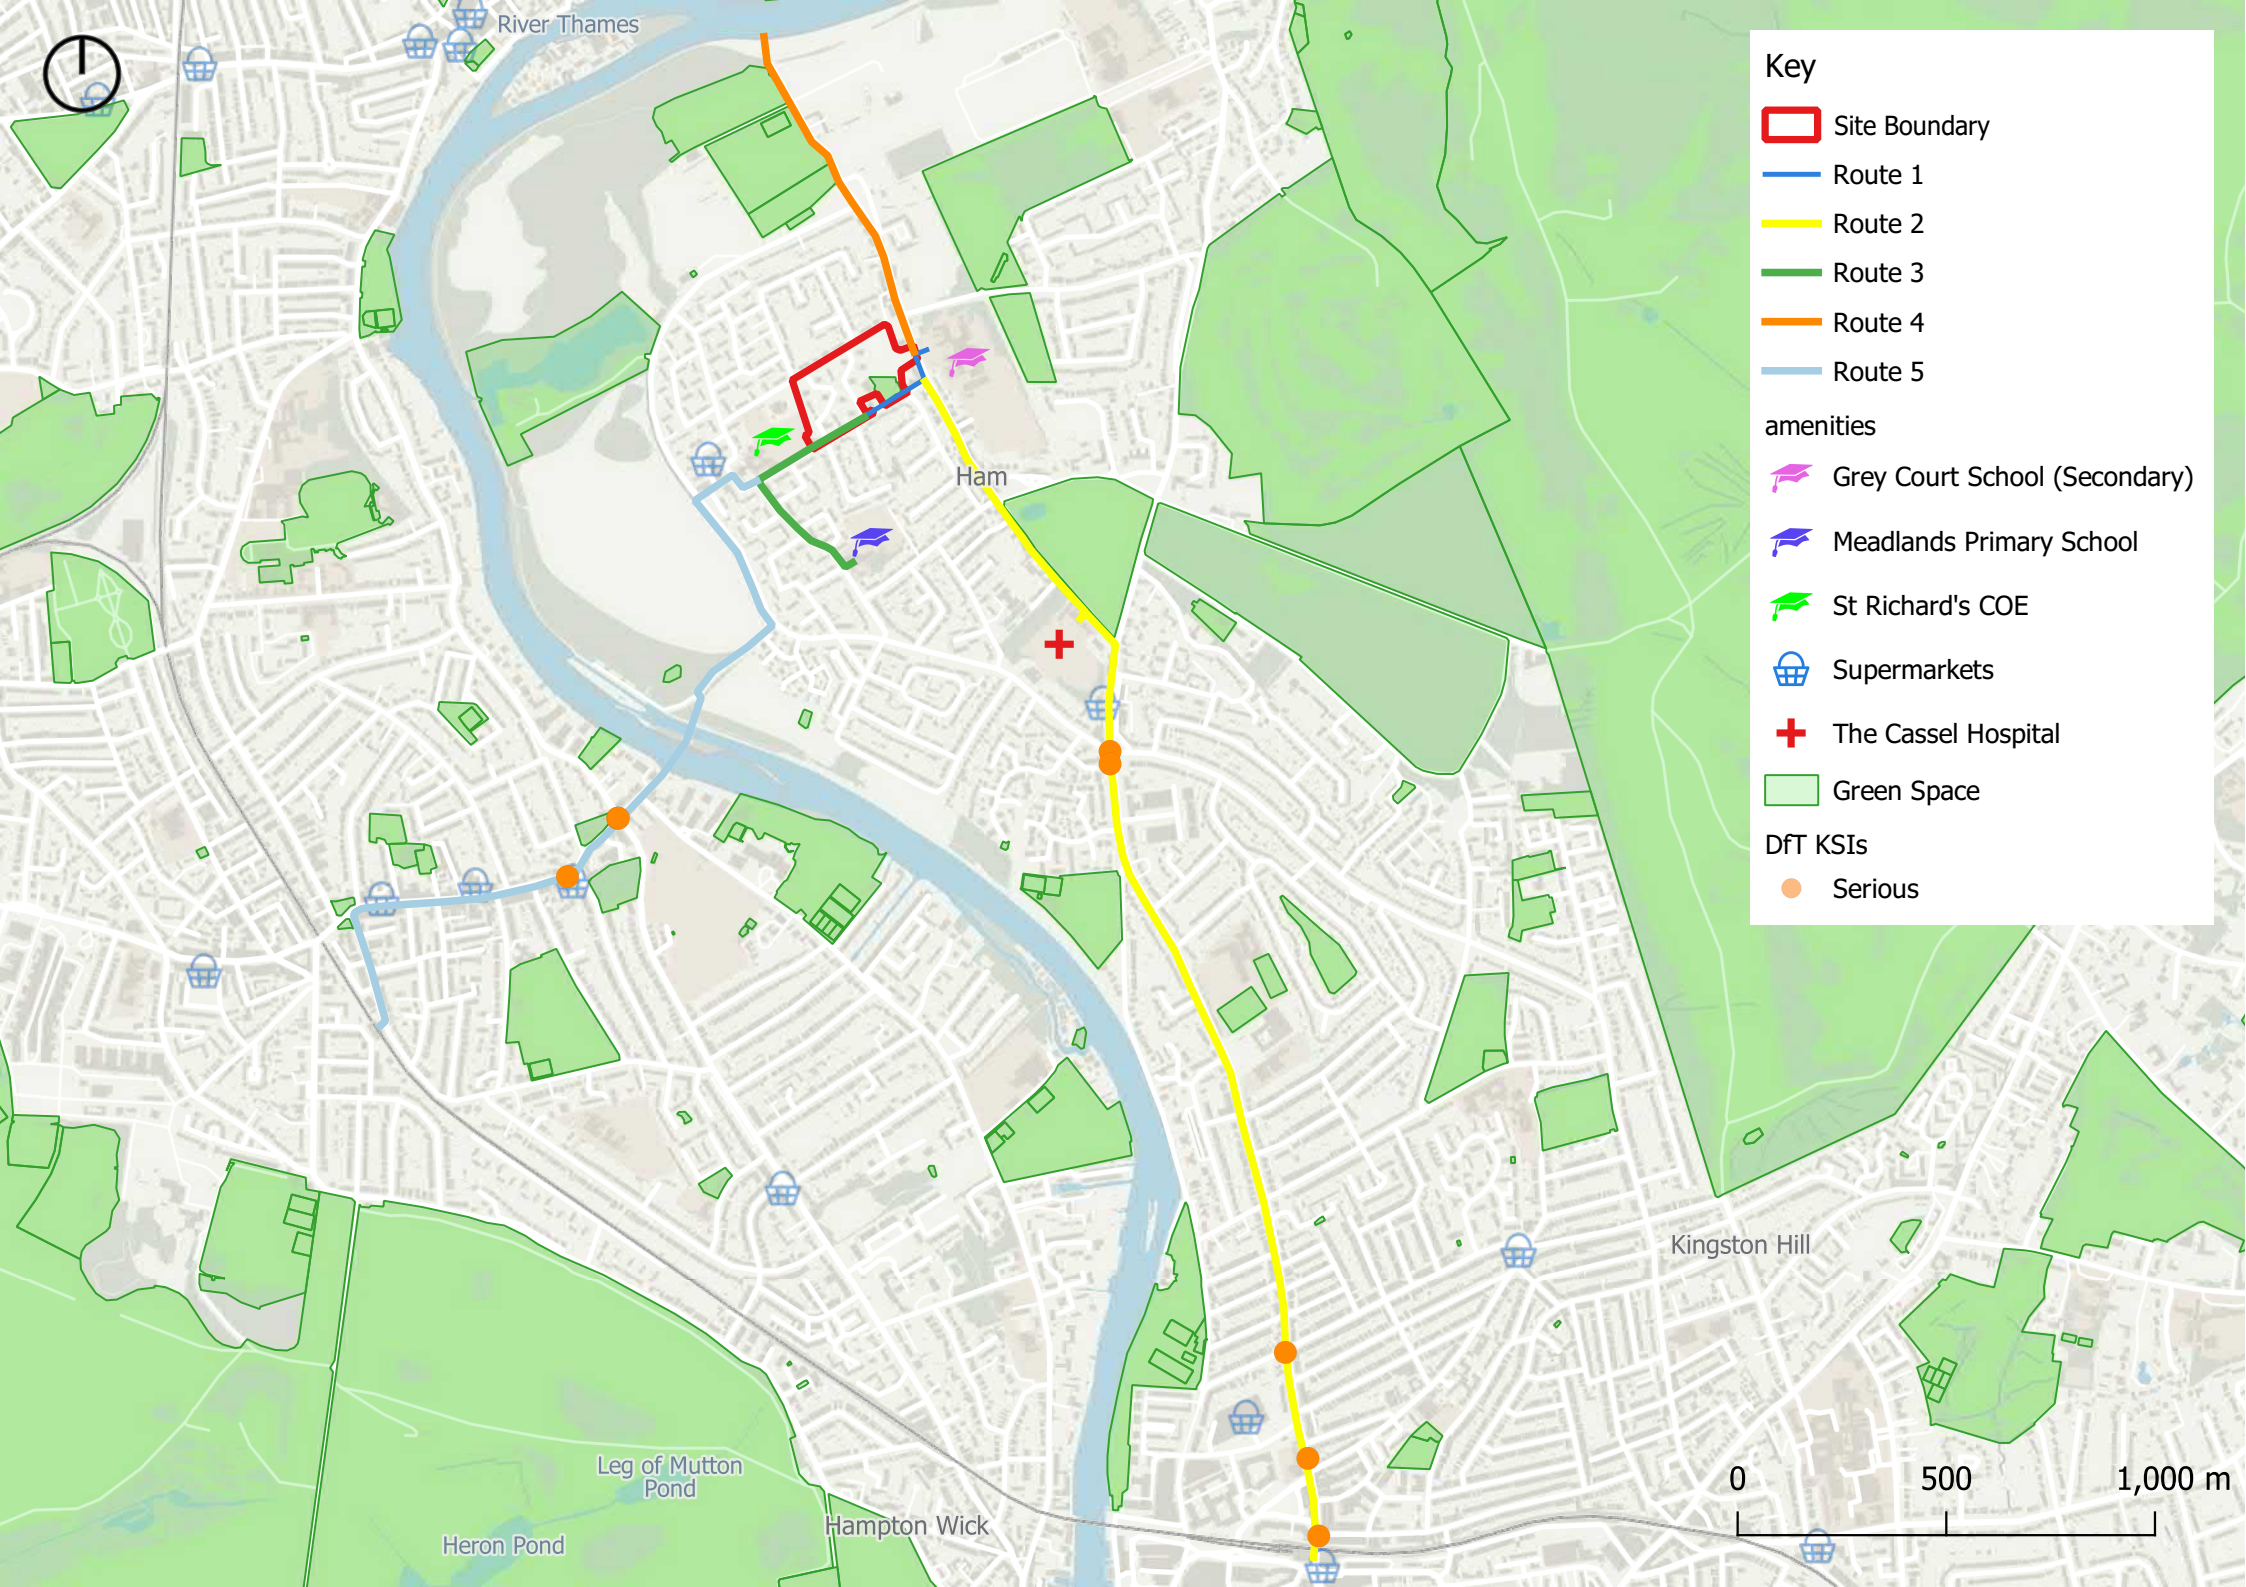 River Thames
Ham
Kingston Hill
Leg of Mutton
Pond
Heron Pond
Hampton Wick
Key
Site Boundary
Route 1
Route 2
Route 3
Route 4
Route 5
amenities
Grey Court School (Secondary)
Meadlands Primary School
St Richard's COE
Supermarkets
The Cassel Hospital
Green Space
DfT KSIs
Serious
0 500 1,000 m